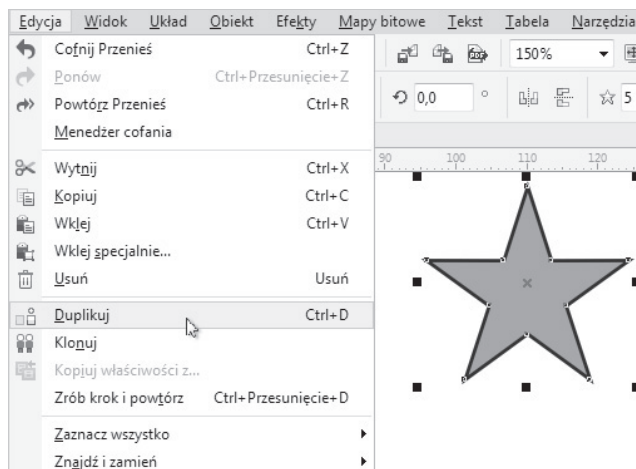 Edycja Widok Układ Obiekt Efekty Mapy bitowe Tekst Tabela Narzędzia
Cofnij Przenieś Ctrl+Z
Ponów Ctrl+Przesunięcie+Z
Powtórz Przenieś Ctrl+R
Menedżer cofania
Wytnij Ctrl+X
Kopiuj Ctrl+C
Wklej Ctrl+V
Wklej specjalnie...
Usuń Usuń
Duplikuj Ctrl+D
Klonuj
Kopiuj właściwości z...
Zrób krok i powtórz Ctrl+Przesunięcie+D
Zaznacz wszystko
Znajdź i zamień
150%
0,0 ° 5
90 100 110 120